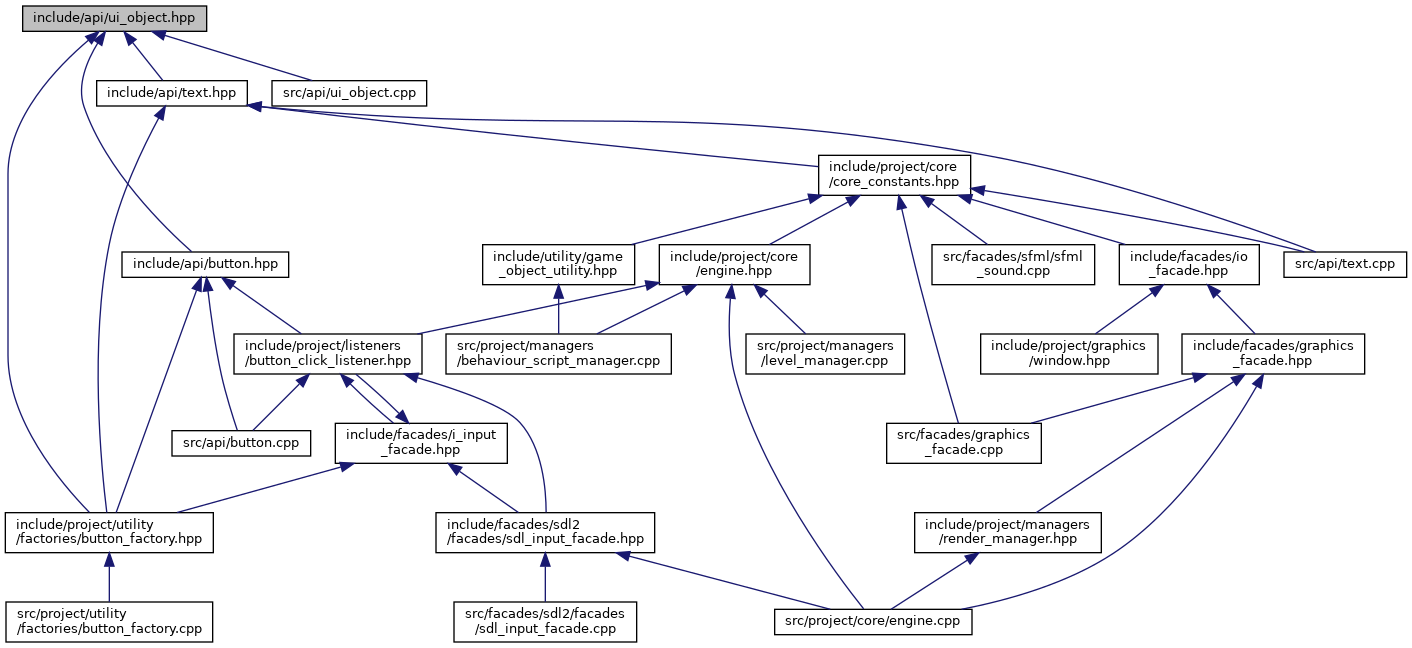 include/api/ui_object.hpp
include/api/text.hpp
src/api/ui_object.cpp
include/project/core
/core_constants.hpp
include/api/button.hpp
include/utility/game
_object_utility.hpp
include/project/core
/engine.hpp
src/facades/sfml/sfml
_sound.cpp
include/facades/io
_facade.hpp
src/api/text.cpp
include/project/listeners
/button_click_listener.hpp
src/project/managers
/behaviour_script_manager.cpp
src/project/managers
/level_manager.cpp
include/project/graphics
/window.hpp
include/facades/graphics
_facade.hpp
src/api/button.cpp
include/facades/i_input
_facade.hpp
src/facades/graphics
_facade.cpp
include/project/utility
/factories/button_factory.hpp
include/facades/sdl2
/facades/sdl_input_facade.hpp
include/project/managers
/render_manager.hpp
src/project/utility
/factories/button_factory.cpp
src/facades/sdl2/facades
/sdl_input_facade.cpp
src/project/core/engine.cpp